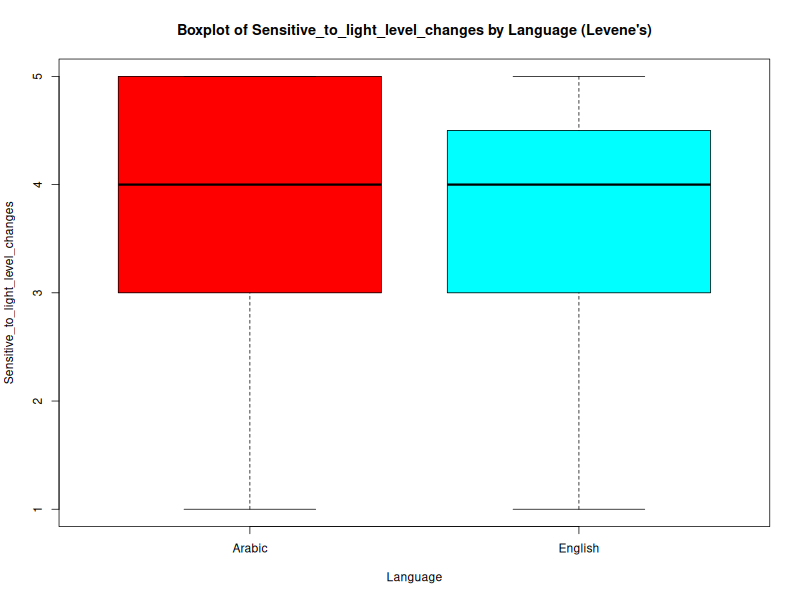 Boxplot of Sensitive_to_light_level_changes by Language (Levene's)
Sensitive_to_light_level_changes
5
4
3
2
1
Arabic
English
Language